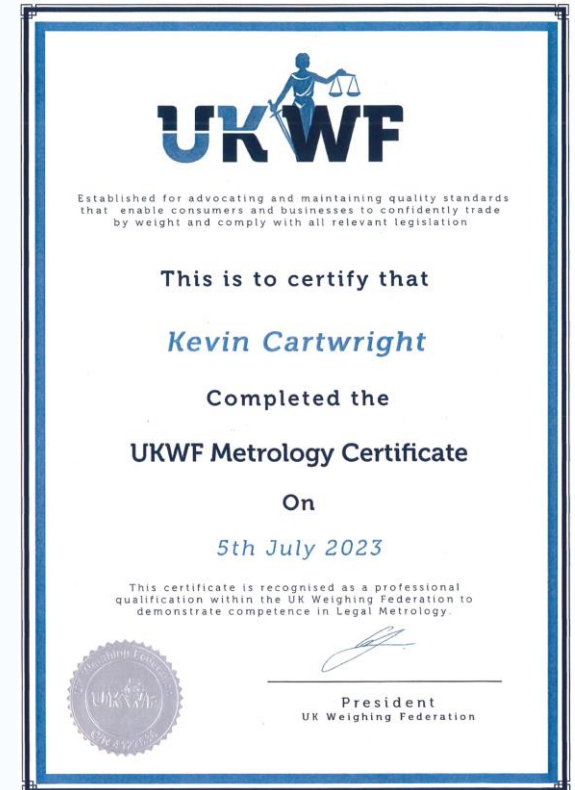 UKWF
Established for advocating and maintaining quality standards
that enable consumers and businesses to confidently trade
by weight and comply with all relevant legislation
This is to certify that
Kevin Cartwright
Completed the
UKWF Metrology Certificate
On
5th July 2023
This certificate is recognised as a professional
qualification within the UK Weighing Federation to
demonstrate competence in Legal Metrology.
President
UK Weighing Federation
UKWF